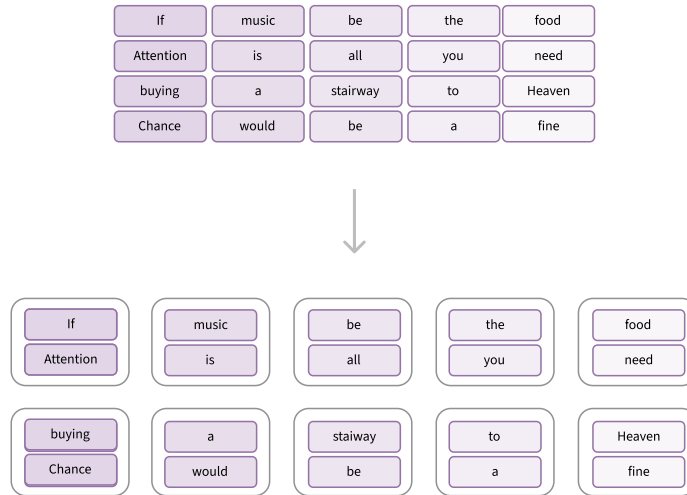 If music be the food
Attention is all you need
buying a stairway to Heaven
Chance would be a fine
If music be the food
Attention is all you need
buying a staiway to Heaven
Chance would be a fine